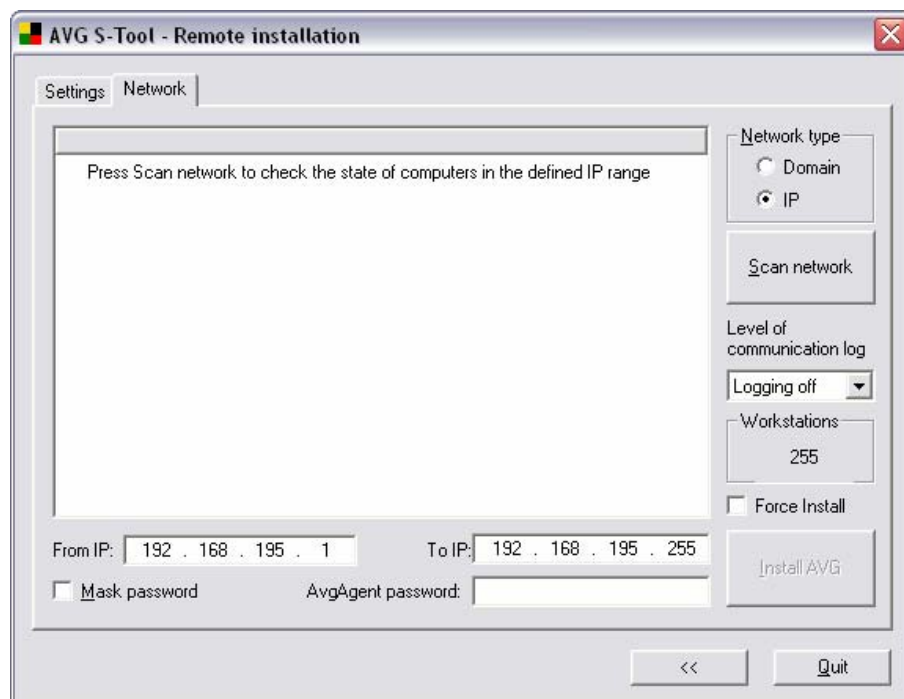 AVG S-Tool - Remote installation
Settings
Network
Press Scan network to check the state of computers in the defined IP range
Network type
Domain
IP
Scan network
Level of
communication log
Logging off
Workstations
255
Force Install
From IP: 192 . 168 . 195 . 1
To IP: 192 . 168 . 195 . 255
Install AVG
Mask password
AvgAgent password:
<<
Quit